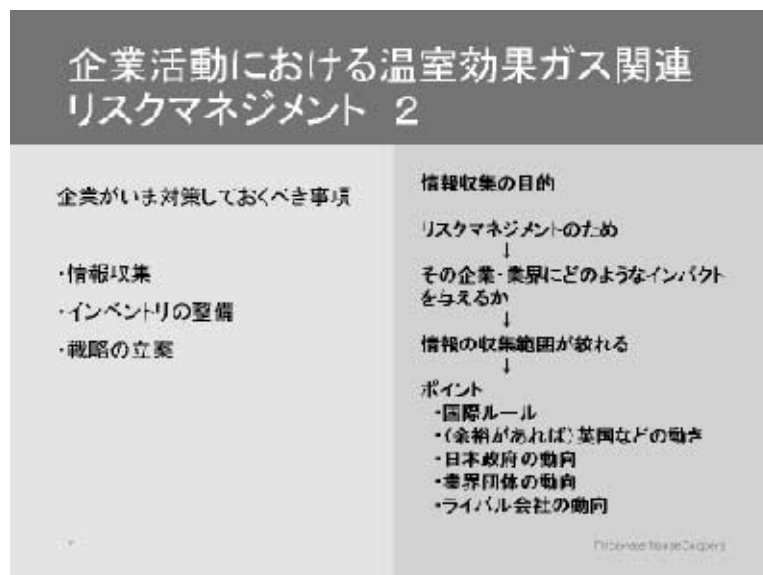 企業活動における温室効果ガス関連
リスクマネジメント　2
企業がいま対策しておくべき事項
・情報収集
・インベントリの整備
・戦略の立案
情報収集の目的
リスクマネジメントのため
↓
その企業・業界にどのようなインパクト
を与えるか
↓
情報の収集範囲が絞れる
↓
ポイント
・国際ルール
・(余裕があれば)英国などの動き
・日本政府の動向
・業界団体の動向
・ライバル会社の動向
PricewaterhouseCoopers